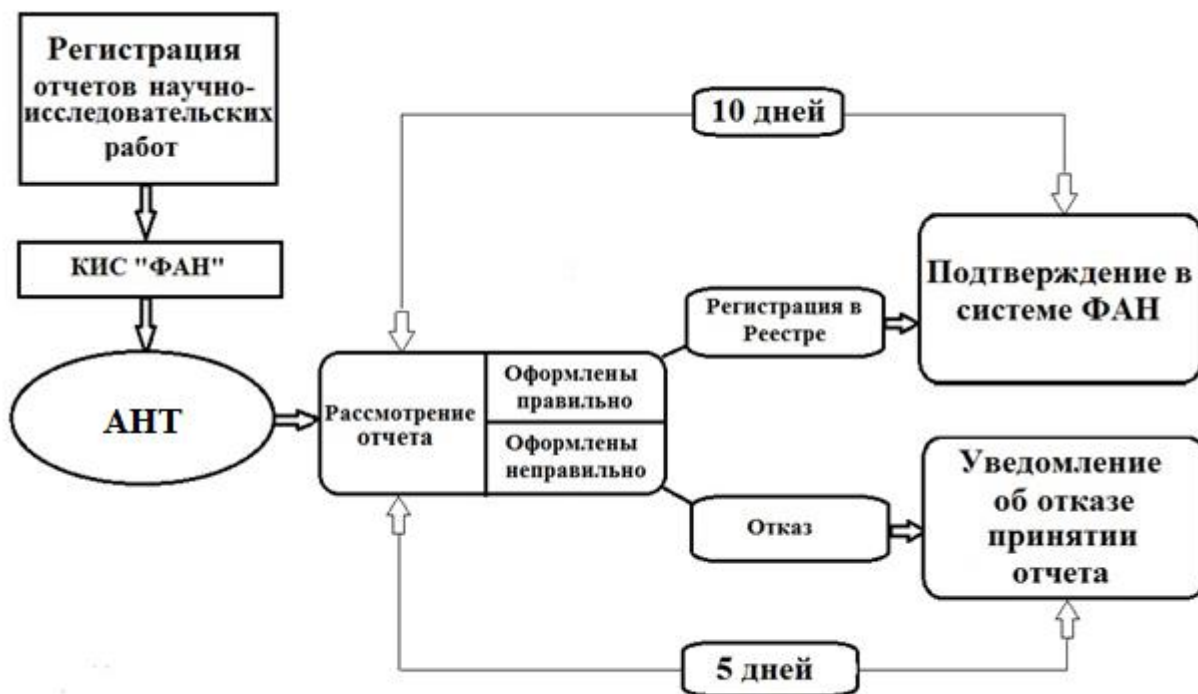 Регистрация
отчетов научно-
исследовательских
работ
КИС "ФАН"
АНТ
Рассмотрение
отчета
Оформлены
правильно
Оформлены
неправильно
10 дней
Регистрация в
Реестре
Подтверждение в
системе ФАН
Отказ
Уведомление
об отказе
принятии
отчета
5 дней